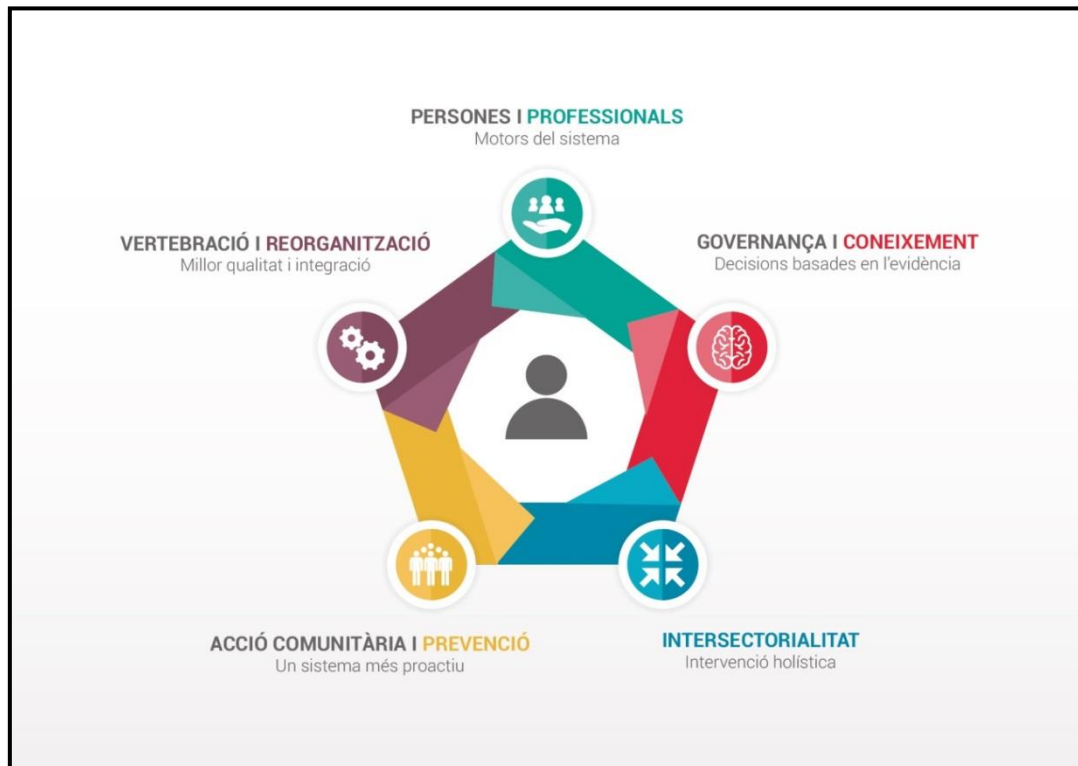 PERSONES I PROFESSIONALS
Motors del sistema
VERTEBRACIÓ I REORGANITZACIÓ
Millor qualitat i integració
GOVERNANÇA I CONEIXEMENT
Decisions basades en l'evidència
ACCIÓ COMUNITÀRIA I PREVENCIÓ
Un sistema més proactiu
INTERSECTORIALITAT
Intervenció holística